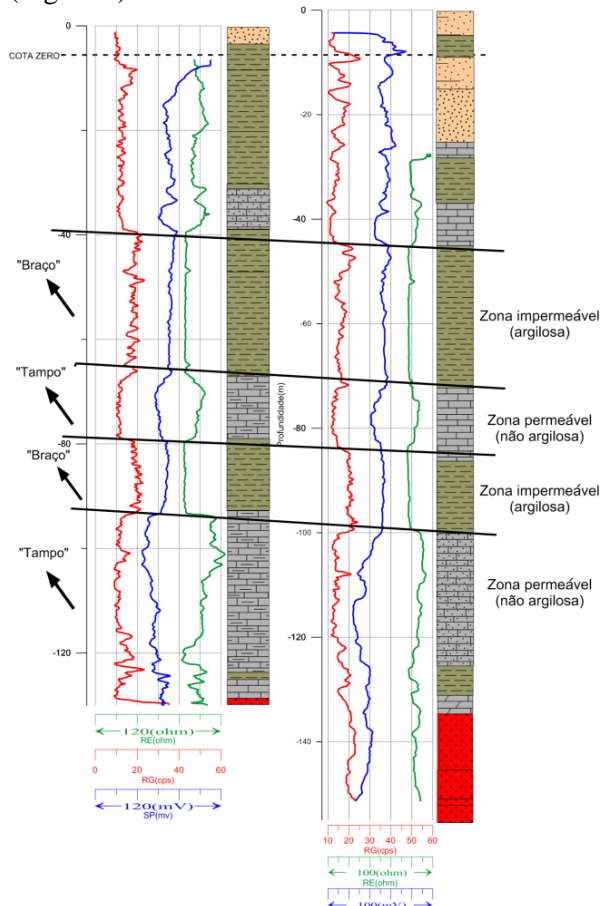 0
COTA ZERO
-40
-80
-120
"Braço"
"Tampo"
"Braço"
"Tampo"
120(ohm)
RE(ohm)
0 20 40 60
RG(cps)
120(mV)
SP(mv)
0
-20
-40
-60
-80
-100
-120
-140
Profundidade(m)
Zona impermeável
(argilosa)
Zona permeável
(não argilosa)
Zona impermeável
(argilosa)
Zona permeável
(não argilosa)
10 20 30 40 50 60
RG(cps)
100(ohm)
RE(ohm)
100(mV)